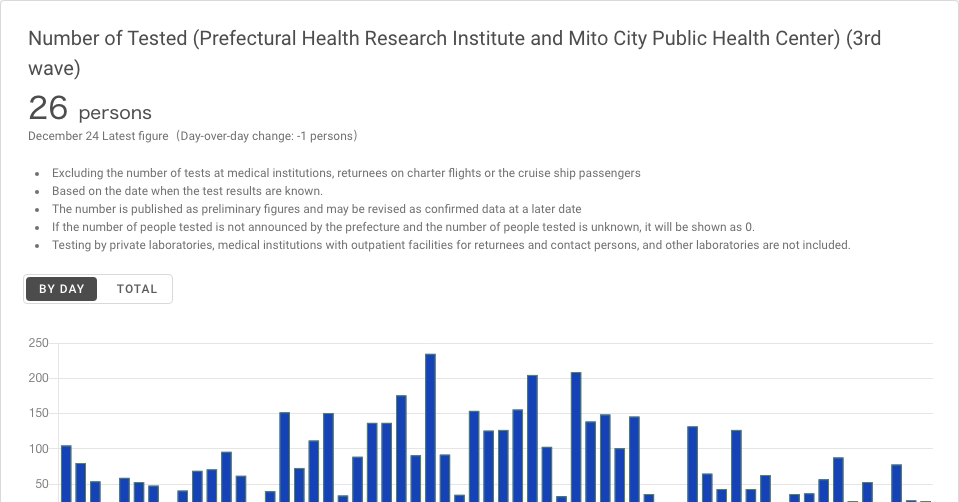 Number of Tested (Prefectural Health Research Institute and Mito City Public Health Center) (3rd
wave)
26 persons
December 24 Latest figure（Day-over-day change: -1 persons）
Excluding the number of tests at medical institutions, returnees on charter flights or the cruise ship passengers
Based on the date when the test results are known.
The number is published as preliminary figures and may be revised as confirmed data at a later date
If the number of people tested is not announced by the prefecture and the number of people tested is unknown, it will be shown as 0.
Testing by private laboratories, medical institutions with outpatient facilities for returnees and contact persons, and other laboratories are not included.
BY DAY TOTAL
250
200
150
100
50